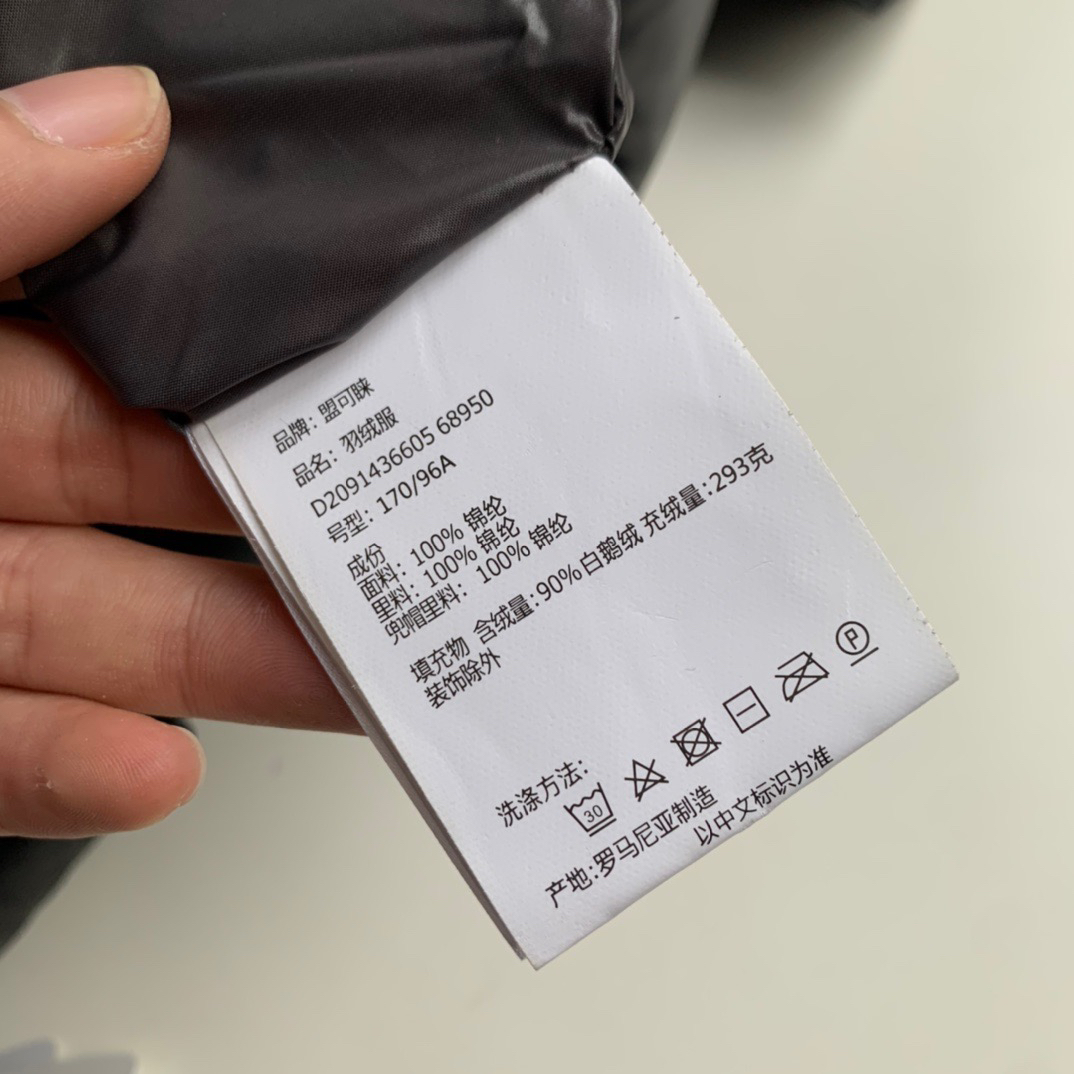 品牌：盟可睐
品名：羽绒服
D2091436605 68950
号型：170/96A
成份
面料：100% 锦纶
里料：100% 锦纶
兜帽里料：100% 锦纶
填充物 含绒量:90%白鹅绒 充绒量:293克
装饰除外
洗涤方法：
30
P
产地:罗马尼亚制造
以中文标识为准